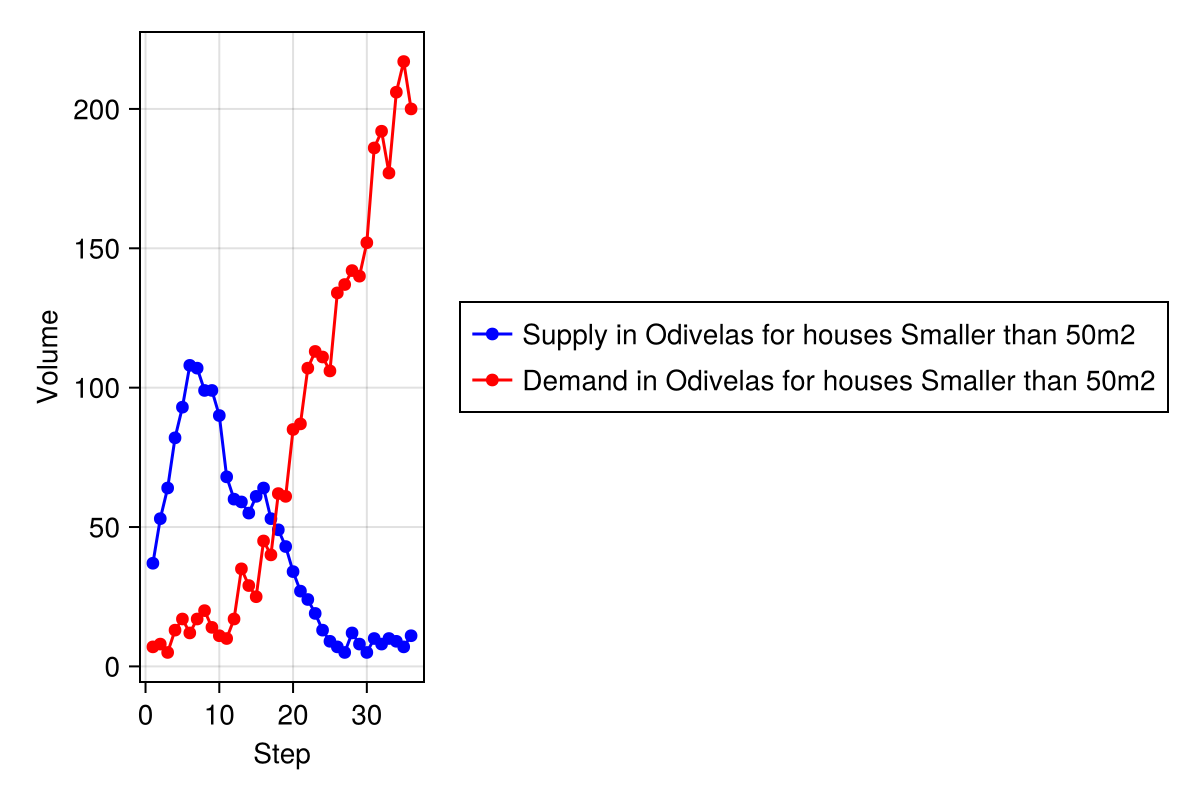 200
150
100
50
0
Volume
0 10 20 30
Step
Supply in Odivelas for houses Smaller than 50m2
Demand in Odivelas for houses Smaller than 50m2